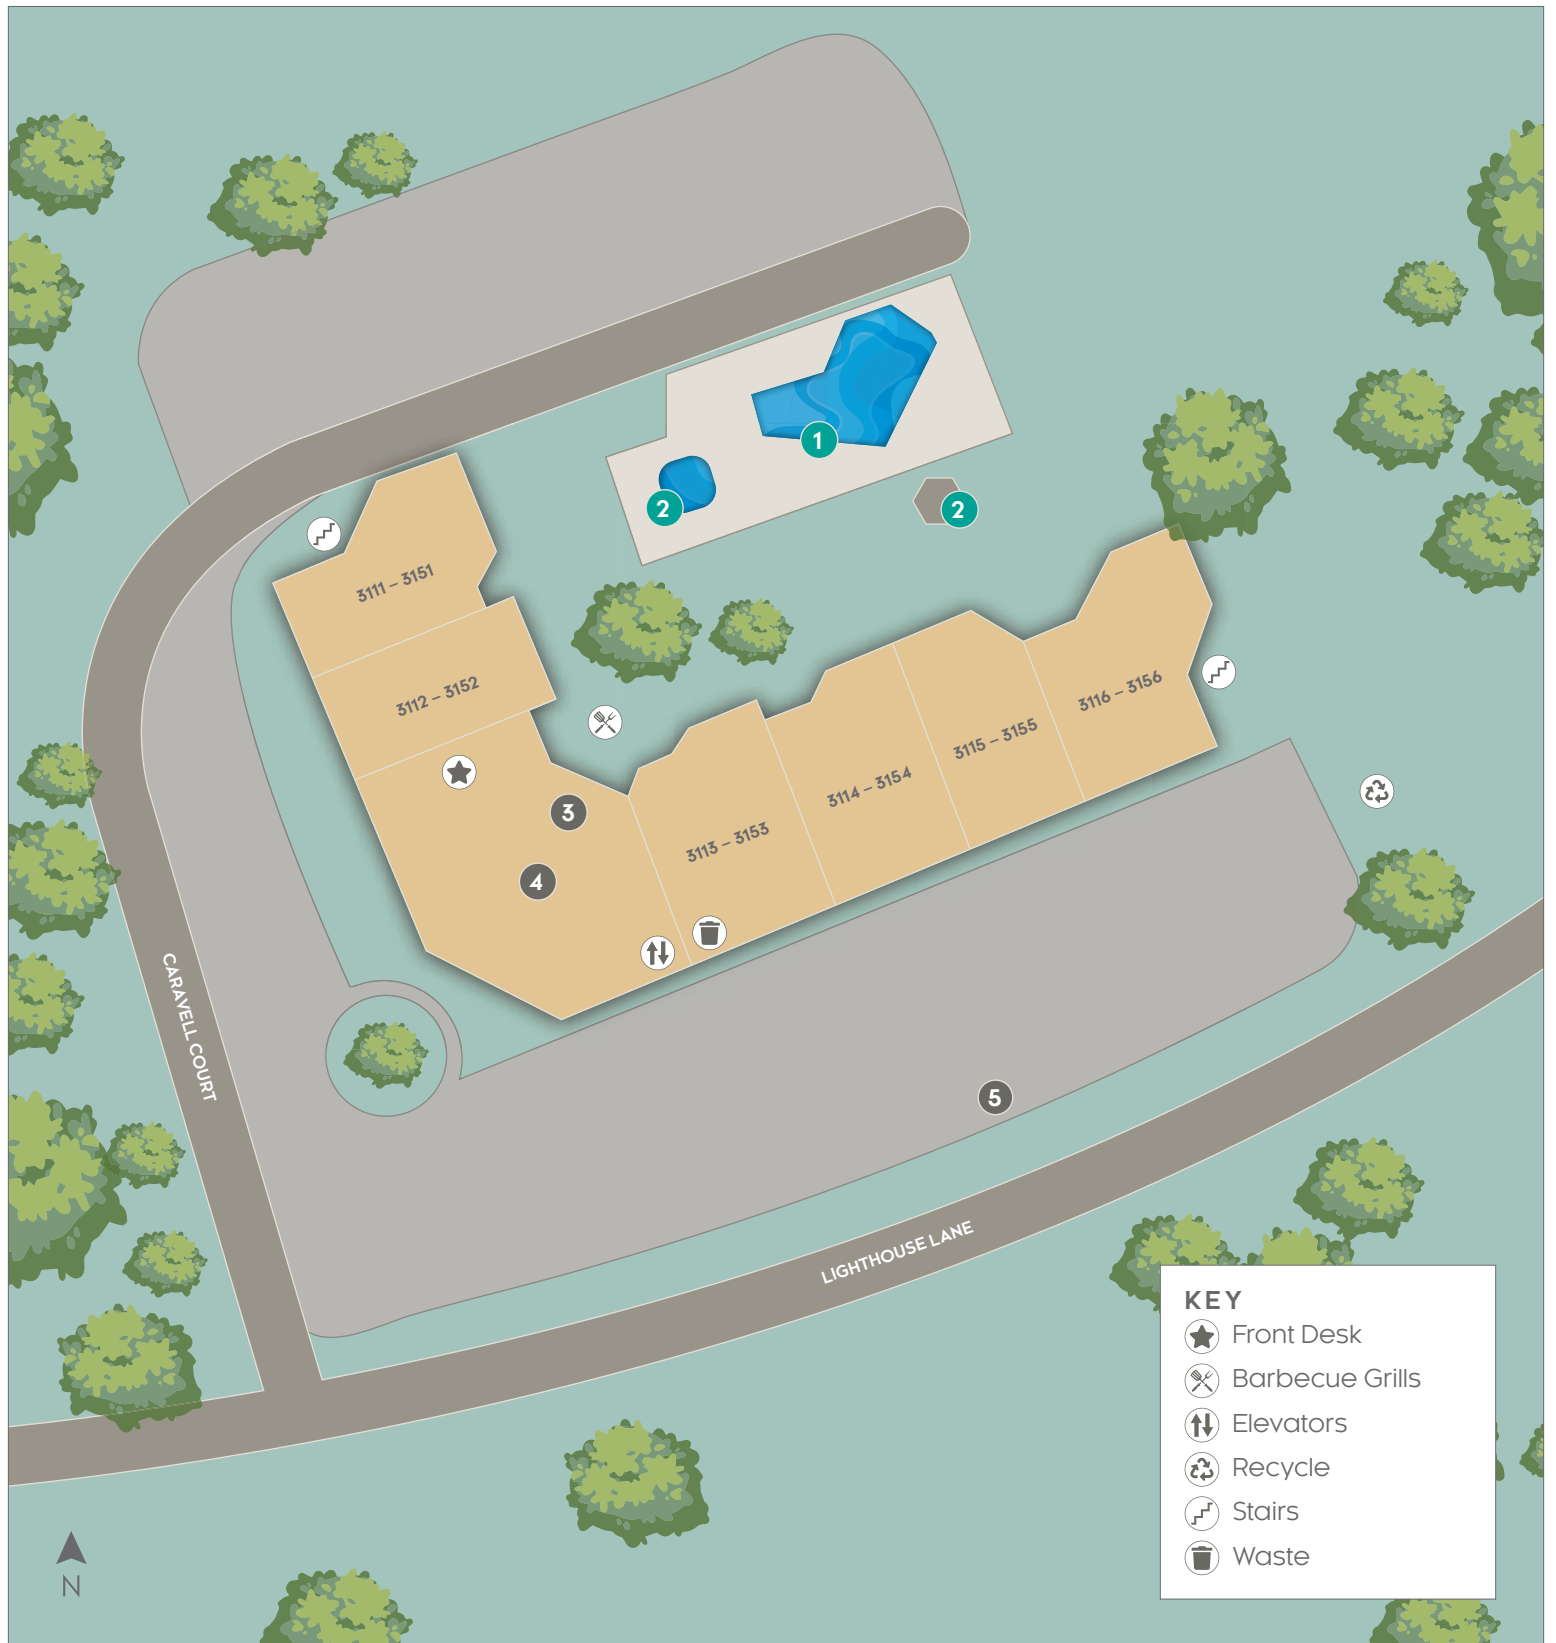 1
2
2
3111 – 3151
3112 – 3152
3116 – 3156
3115 – 3155
3114 – 3154
3
3113 – 3153
4
CARAVELL COURT
5
LIGHTHOUSE LANE
KEY
Front Desk
Barbecue Grills
Elevators
Recycle
Stairs
Waste
N